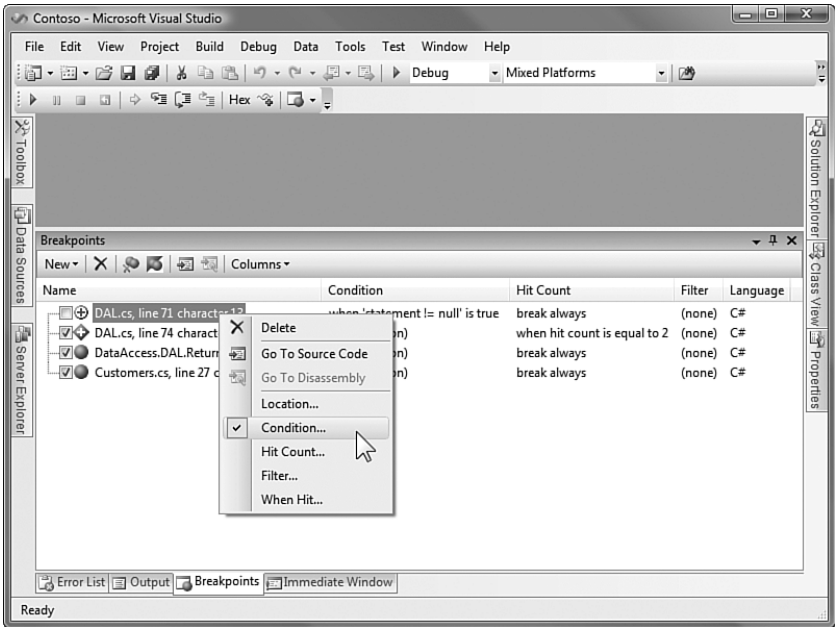 Contoso - Microsoft Visual Studio
File Edit View Project Build Debug Data Tools Test Window Help
Debug Mixed Platforms
Hex
Toolbox
Data Sources
Server Explorer
Solution Explorer
Class View
Properties
Breakpoints
New Columns
Name Condition Hit Count Filter Language
DAL.cs, line 71 character 13 when 'statement != null' is true break always (none) C#
DAL.cs, line 74 when hit count is equal to 2 (none) C#
break always (none) C#
Customers.cs, line 27 break always (none) C#
Delete
Go To Source Code
Go To Disassembly
Location...
Condition...
Hit Count...
Filter...
When Hit...
Error List Output Breakpoints Immediate Window
Ready